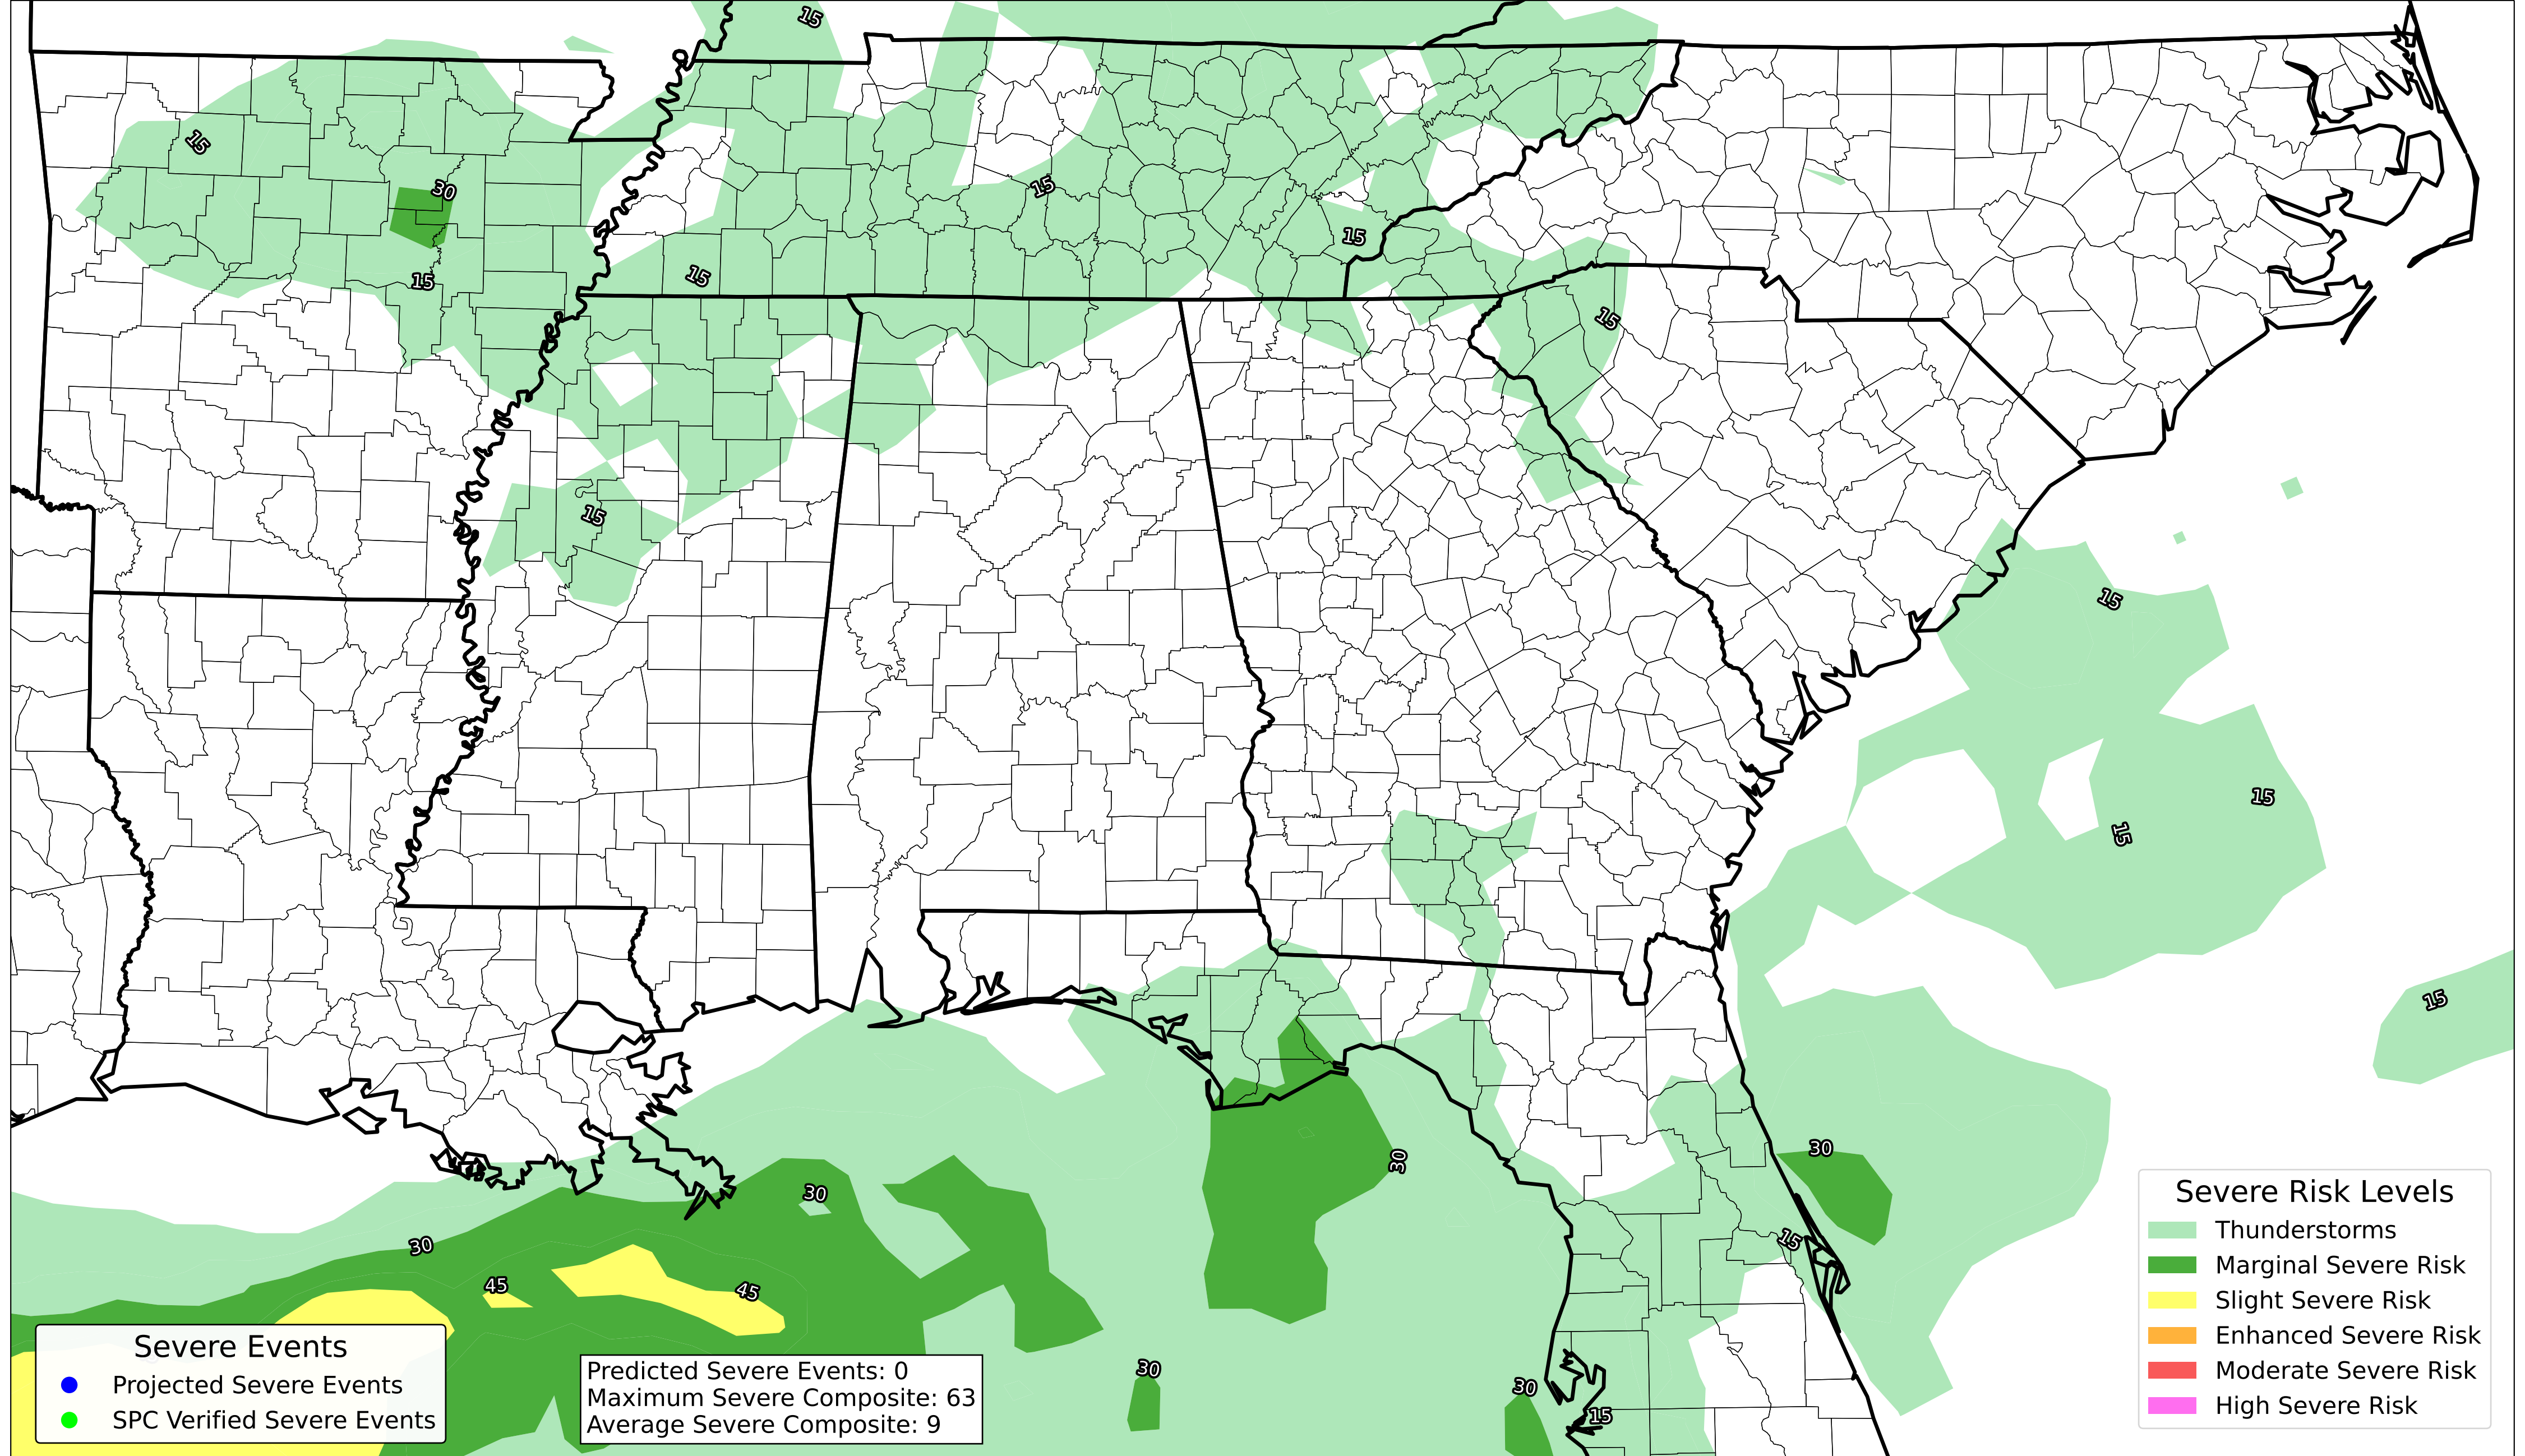 15
15
30
15
15
15
15
15
15
15
15
15
15
30
30
30
30
15
45
45
30
30
15
Severe Events
Projected Severe Events
SPC Verified Severe Events
Predicted Severe Events: 0
Maximum Severe Composite: 63
Average Severe Composite: 9
Severe Risk Levels
Thunderstorms
Marginal Severe Risk
Slight Severe Risk
Enhanced Severe Risk
Moderate Severe Risk
High Severe Risk